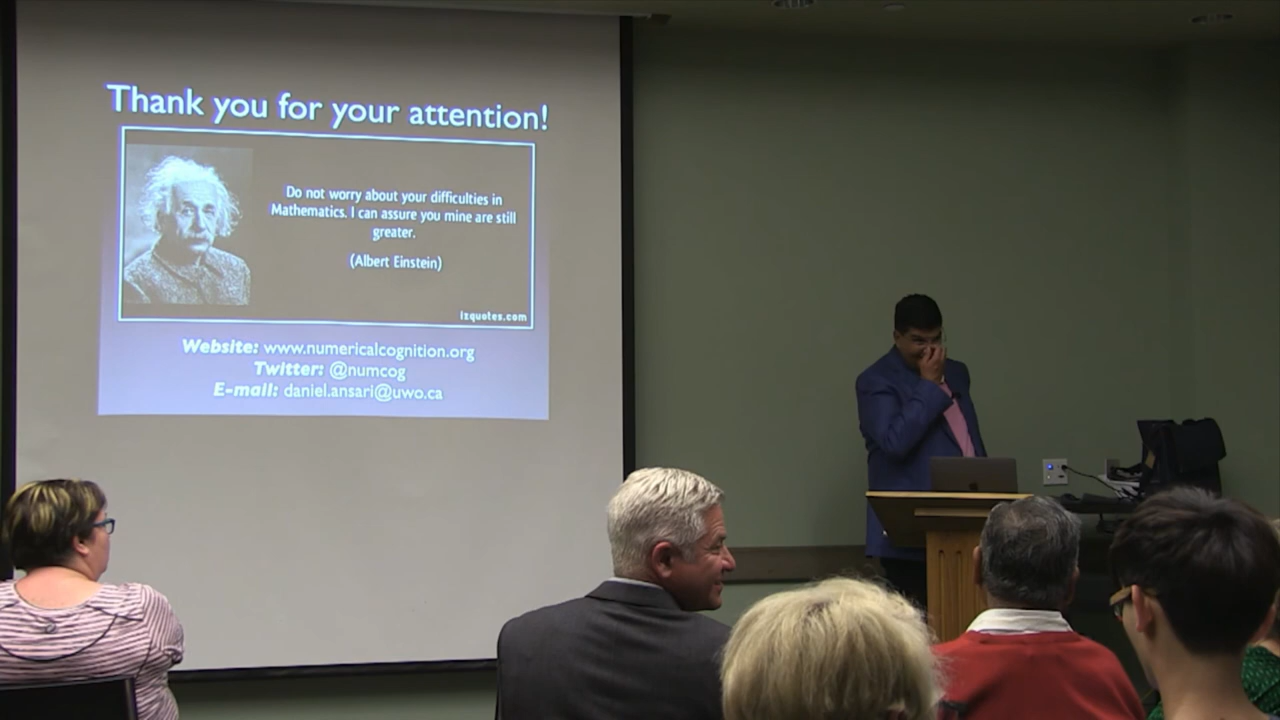 Thank you for your attention!
Do not worry about your difficulties in
Mathematics. I can assure you mine are still
greater.
(Albert Einstein)
izquotes.com
Website: www.numericalcognition.org
Twitter: @numcog
E-mail: daniel.ansari@uwo.ca